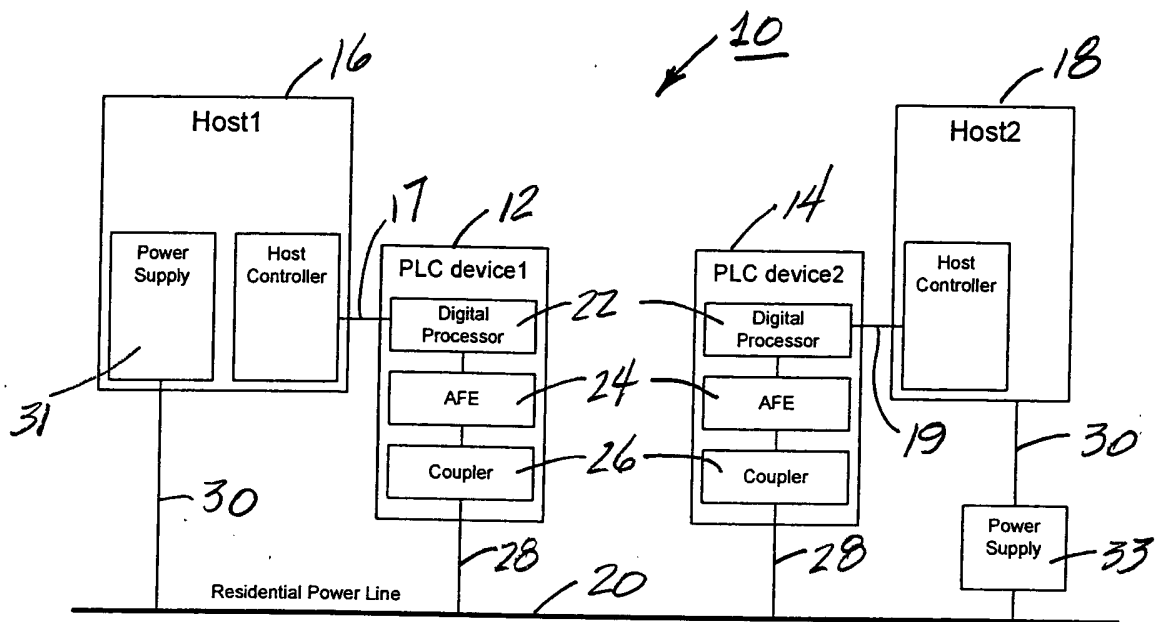 10
16
18
Host1
Host2
17
12
14
Power
Supply
Host
Controller
PLC device1
PLC device2
Host
Controller
Digital
Processor
22
Digital
Processor
31
AFE
24
AFE
19
Coupler
26
Coupler
30
30
28
28
Power
Supply
33
Residential Power Line
20